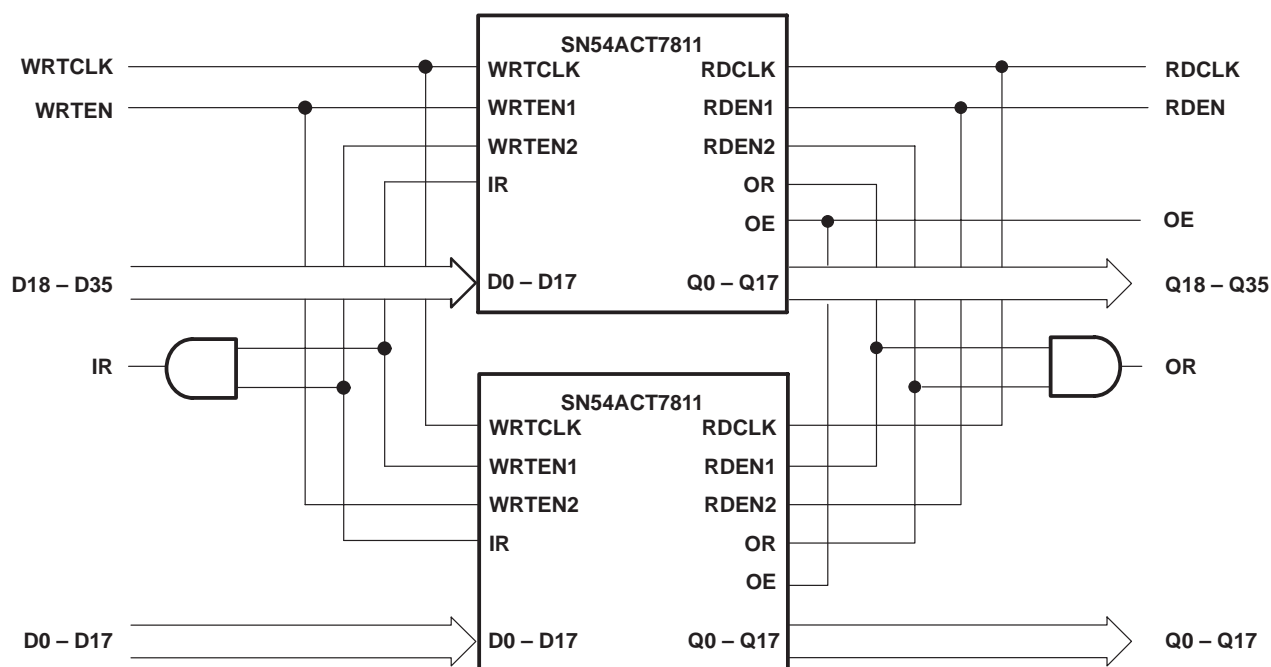 SN54ACT7811
WRTCLK WRTCLK RDCLK RDCLK
WRTEN WRTEN1 RDEN1 RDEN
WRTEN2 RDEN2
IR OR
OE OE
D18 – D35 D0 – D17 Q0 – Q17 Q18 – Q35
IR OR
SN54ACT7811
WRTCLK RDCLK
WRTEN1 RDEN1
WRTEN2 RDEN2
IR OR
OE
D0 – D17 D0 – D17 Q0 – Q17 Q0 – Q17